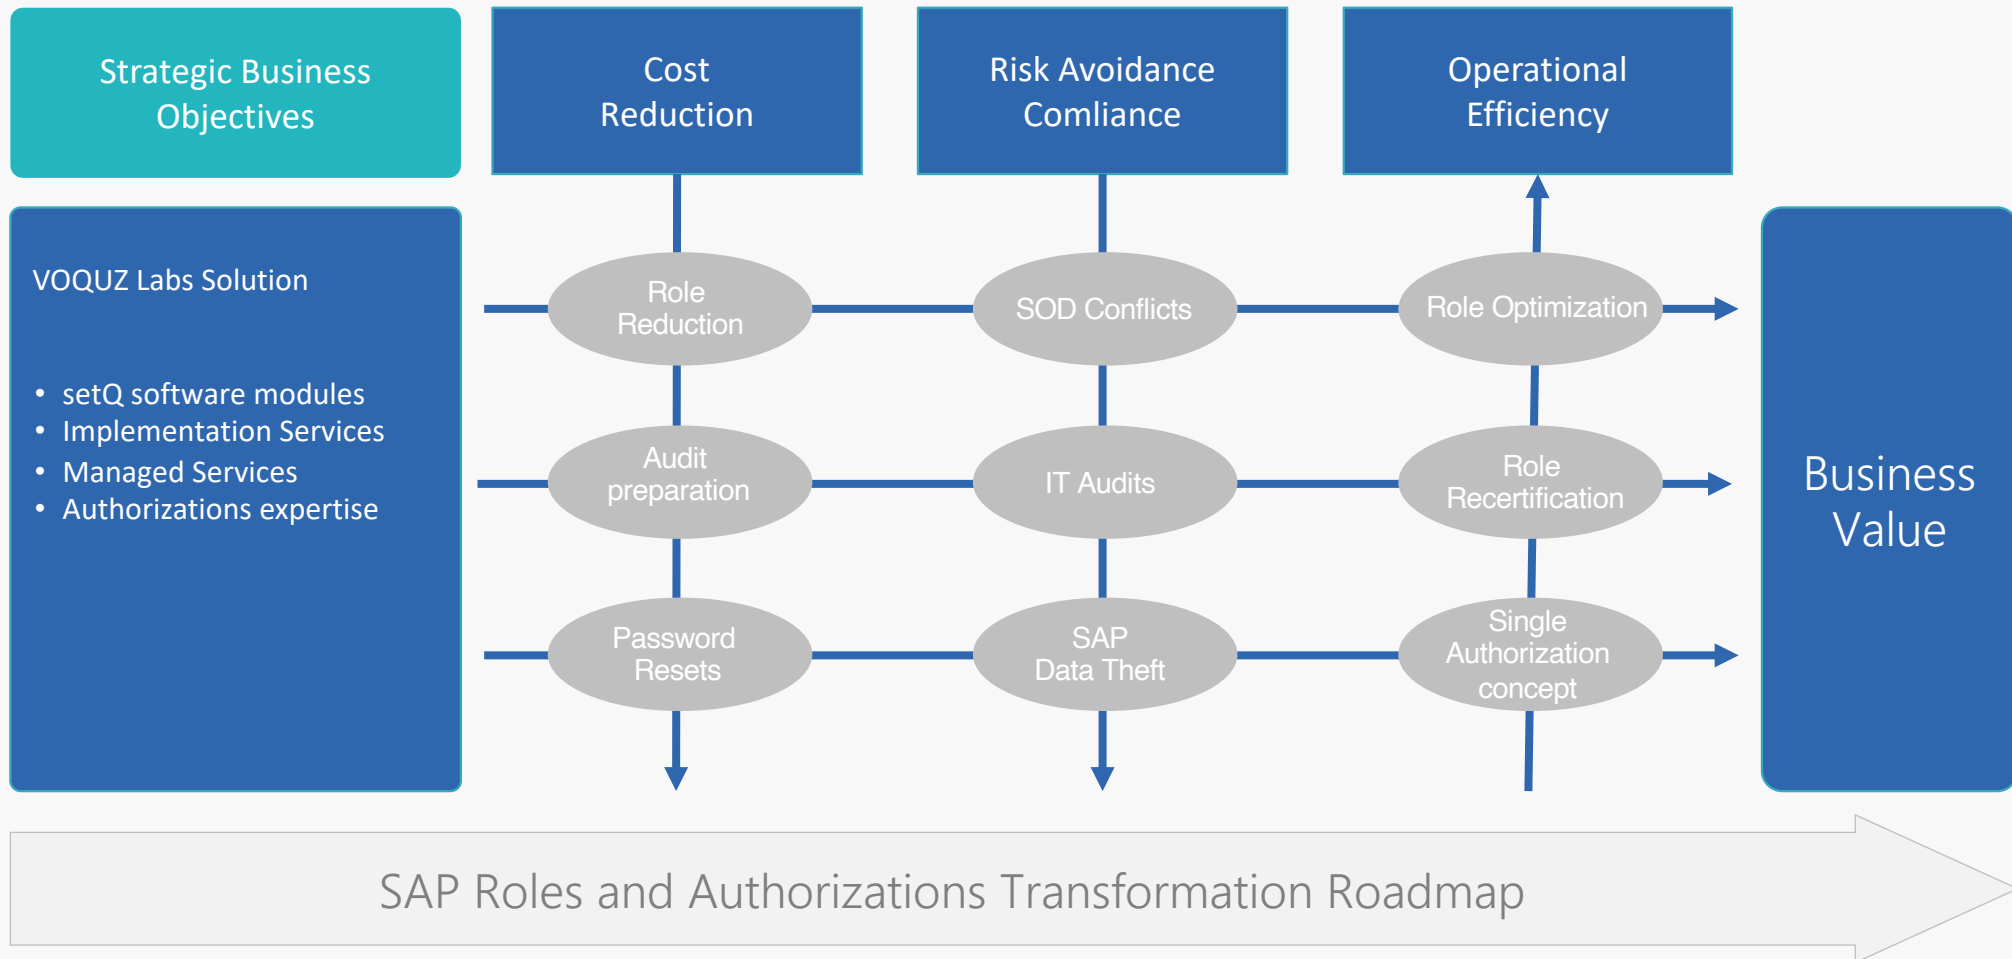 Strategic Business
Objectives
Cost
Reduction
Risk Avoidance
Comliance
Operational
Efficiency
VOQUZ Labs Solution
• setQ software modules
• Implementation Services
• Managed Services
• Authorizations expertise
Role
Reduction
SOD Conflicts
Role Optimization
Audit
preparation
IT Audits
Role
Recertification
Password
Resets
SAP
Data Theft
Single
Authorization
concept
Business
Value
SAP Roles and Authorizations Transformation Roadmap